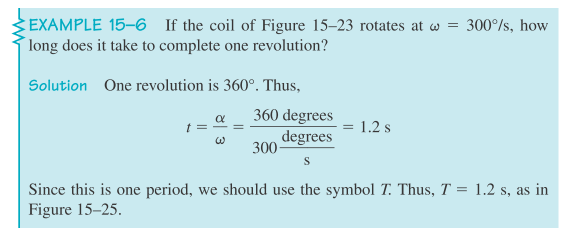 EXAMPLE 15–6 If the coil of Figure 15–23 rotates at ω = 300°/s, how
long does it take to complete one revolution?
Solution One revolution is 360°. Thus,
t = α/ω = 360 degrees / 300 degrees/s = 1.2 s
Since this is one period, we should use the symbol T. Thus, T = 1.2 s, as in
Figure 15–25.